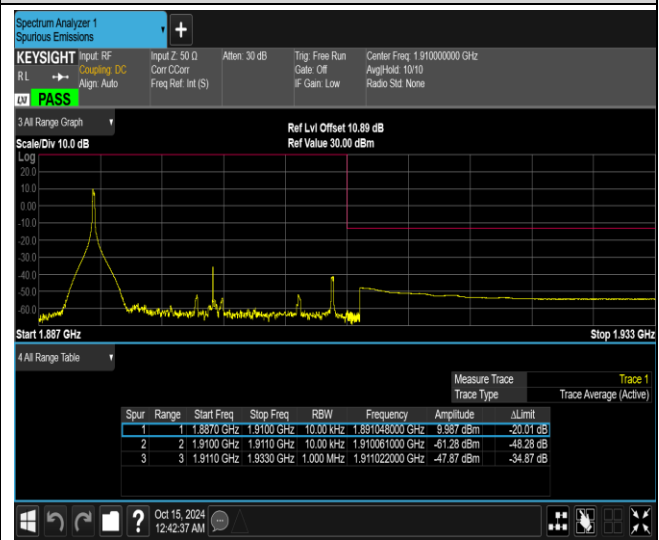 Spectrum Analyzer 1
Spurious Emissions
KEYSIGHT Input: RF Input Z: 50 Ω Atten: 30 dB Trig: Free Run Center Freq: 1.910000000 GHz
RL Coupling: DC Corr CCorr Gate: Off Avg|Hold: 10/10
Align: Auto Freq Ref: Int (S) IF Gain: Low Radio Std: None
LXI PASS
3 All Range Graph
Ref Lvl Offset 10.89 dB
Scale/Div 10.0 dB Ref Value 30.00 dBm
Log
20.0
10.0
0.00
-10.0
-20.0
-30.0
-40.0
-50.0
-60.0
Start 1.887 GHz Stop 1.933 GHz
4 All Range Table
Measure Trace Trace 1
Trace Type Trace Average (Active)
Spur Range Start Freq Stop Freq RBW Frequency Amplitude ΔLimit
1 1 1.8870 GHz 1.9100 GHz 10.00 kHz 1.891048000 GHz 9.987 dBm -20.01 dB
2 2 1.9100 GHz 1.9110 GHz 10.00 kHz 1.910061000 GHz -61.28 dBm -48.28 dB
3 3 1.9110 GHz 1.9330 GHz 1.000 MHz 1.911022000 GHz -47.87 dBm -34.87 dB
? Oct 15, 2024
12:42:37 AM